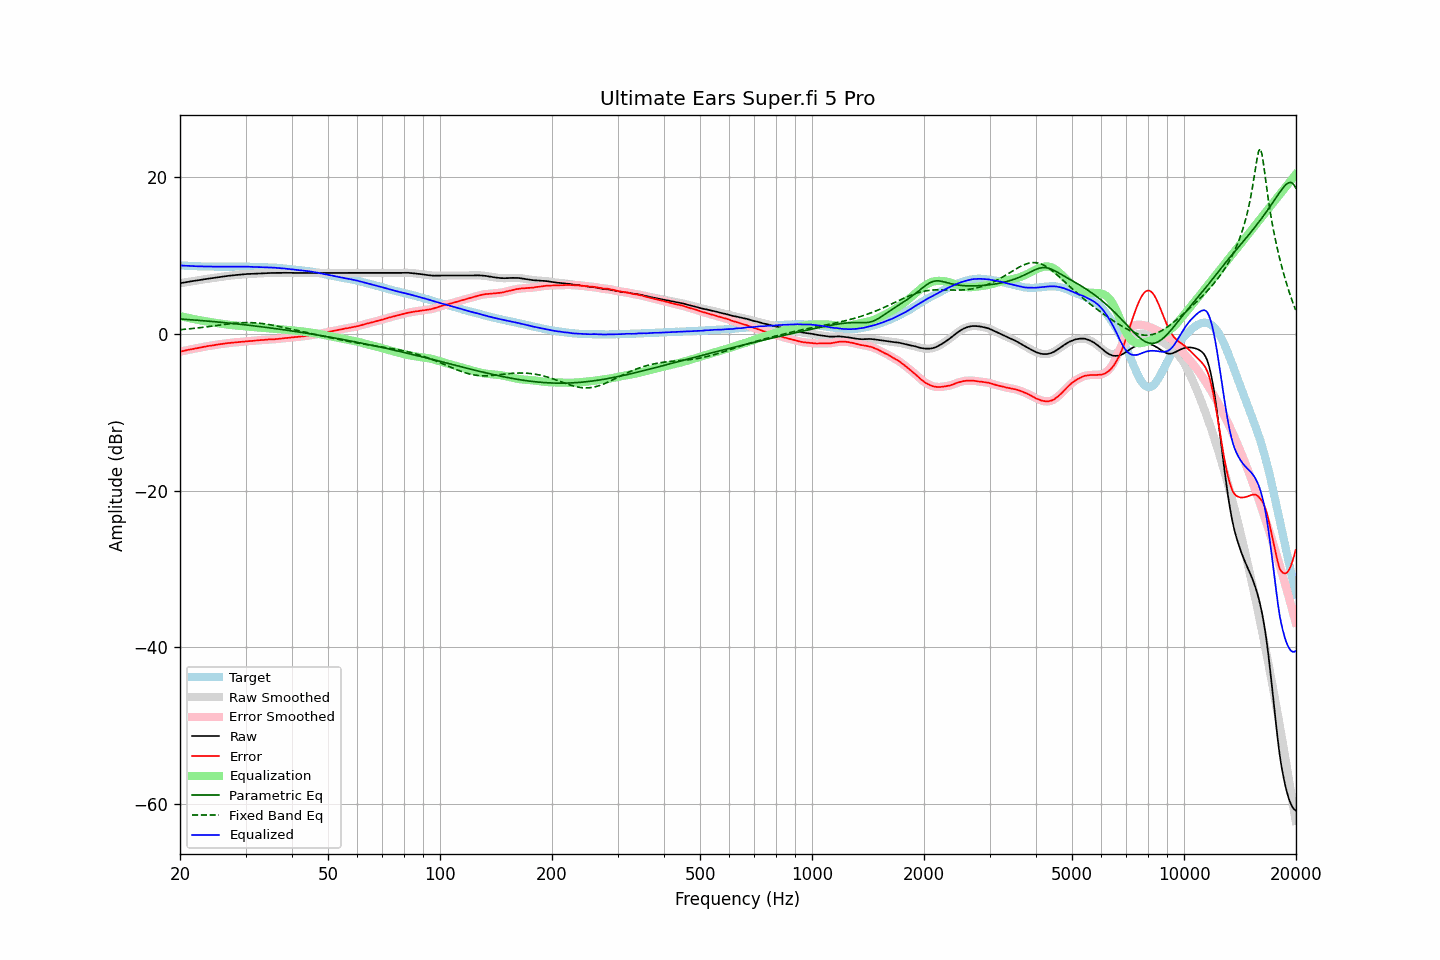 Ultimate Ears Super.fi 5 Pro
Amplitude (dBr)
20
0
−20
−40
−60
Target
Raw Smoothed
Error Smoothed
Raw
Error
Equalization
Parametric Eq
Fixed Band Eq
Equalized
20 50 100 200 500 1000 2000 5000 10000 20000
Frequency (Hz)